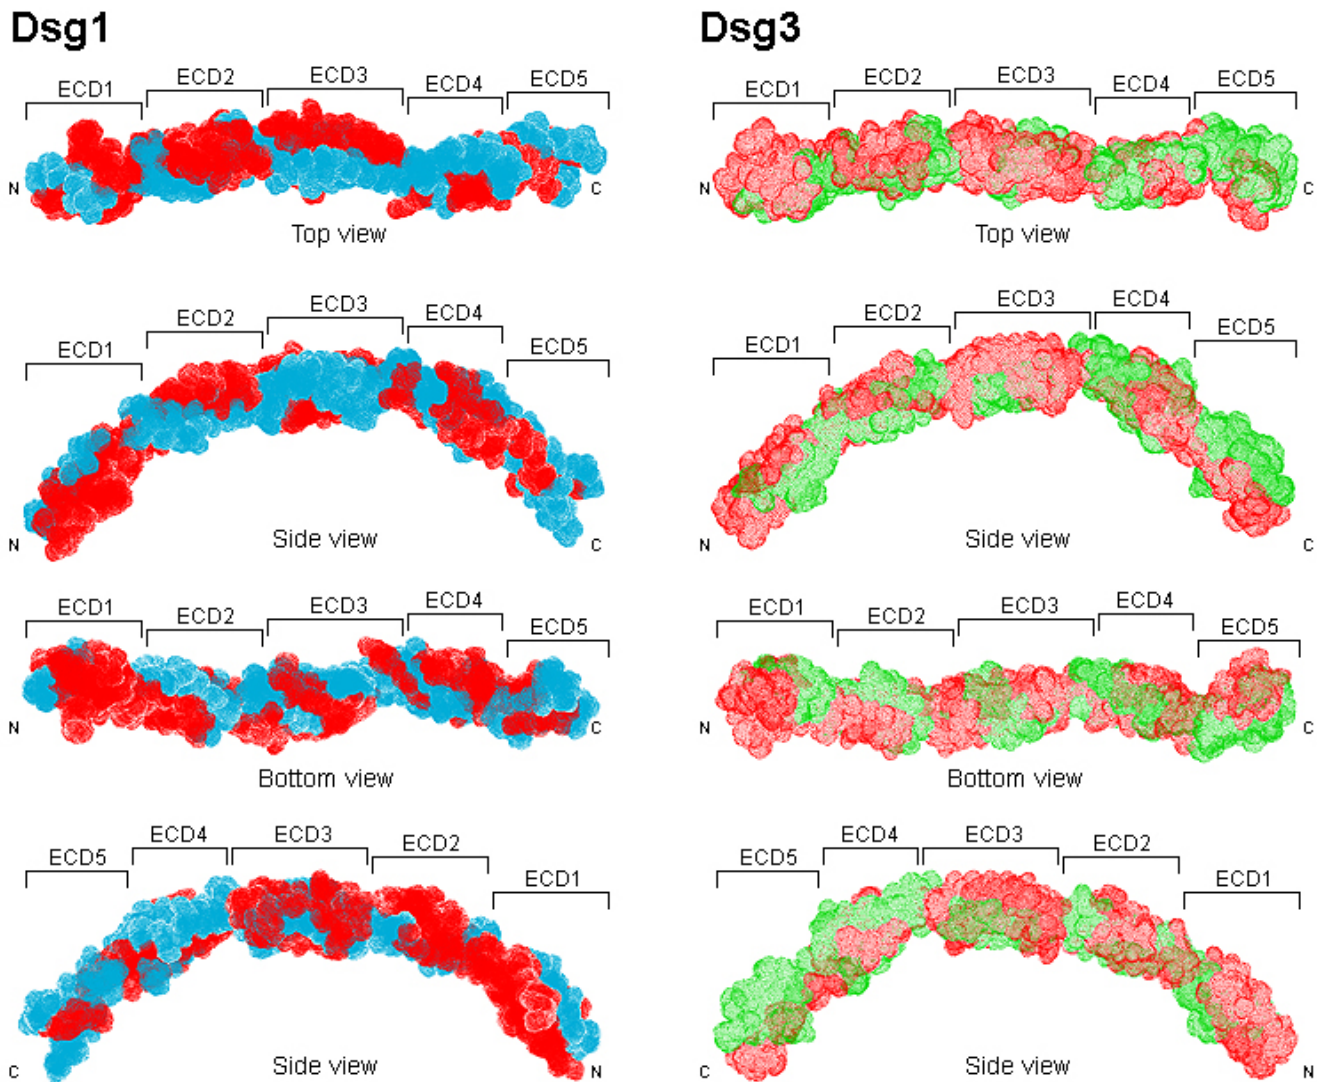 Dsg1 Dsg3
ECD1 ECD2 ECD3 ECD4 ECD5 ECD1 ECD2 ECD3 ECD4 ECD5
N C N C
Top view Top view
ECD1 ECD2 ECD3 ECD4 ECD5 ECD1 ECD2 ECD3 ECD4 ECD5
Side view Side view
N C N C
ECD1 ECD2 ECD3 ECD4 ECD5 ECD1 ECD2 ECD3 ECD4 ECD5
N C N C
Bottom view Bottom view
ECD5 ECD4 ECD3 ECD2 ECD1 ECD5 ECD4 ECD3 ECD2 ECD1
Side view Side view
C N C N